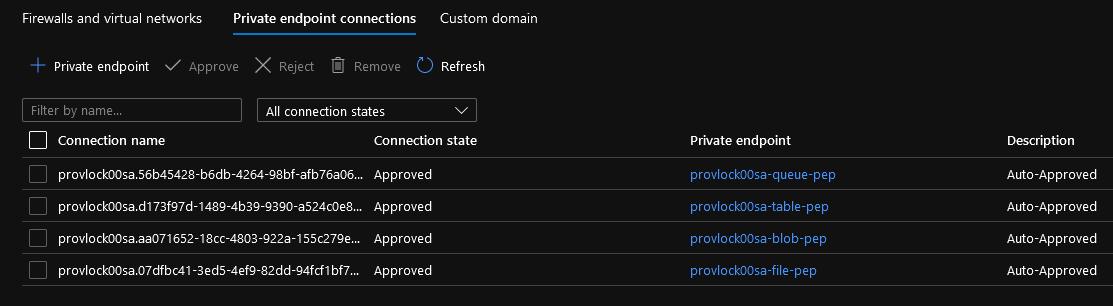 Firewalls and virtual networks Private endpoint connections Custom domain
Private endpoint Approve Reject Remove Refresh
Filter by name... All connection states
Connection name Connection state Private endpoint Description
provlock00sa.56b45428-b6db-4264-98bf-afb76a06... Approved provlock00sa-queue-pep Auto-Approved
provlock00sa.d173f97d-1489-4b39-9390-a524c0e8... Approved provlock00sa-table-pep Auto-Approved
provlock00sa.aa071652-18cc-4803-922a-155c279e... Approved provlock00sa-blob-pep Auto-Approved
provlock00sa.07dfbc41-3ed5-4ef9-82dd-94fcf1bf7... Approved provlock00sa-file-pep Auto-Approved